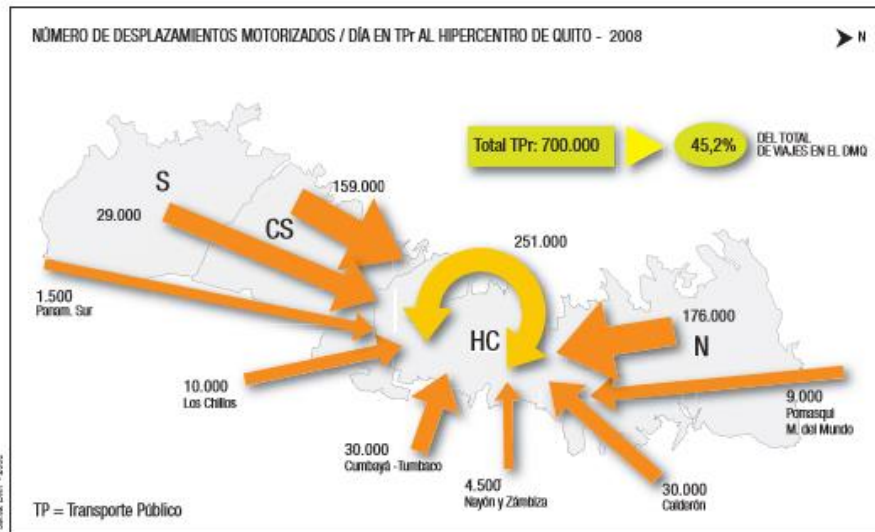 NÚMERO DE DESPLAZAMIENTOS MOTORIZADOS / DÍA EN TPr AL HIPERCENTRO DE QUITO - 2008
N
Total TPr: 700.000
45,2%
DEL TOTAL
DE VIAJES EN EL DMQ
S
159.000
29.000
CS
251.000
1.500
Panam. Sur
176.000
HC
N
10.000
Los Chillos
9.000
Pomasqui
M. del Mundo
30.000
Cumbayá -Tumbaco
4.500
Nayón y Zámbiza
30.000
Calderón
TP = Transporte Público